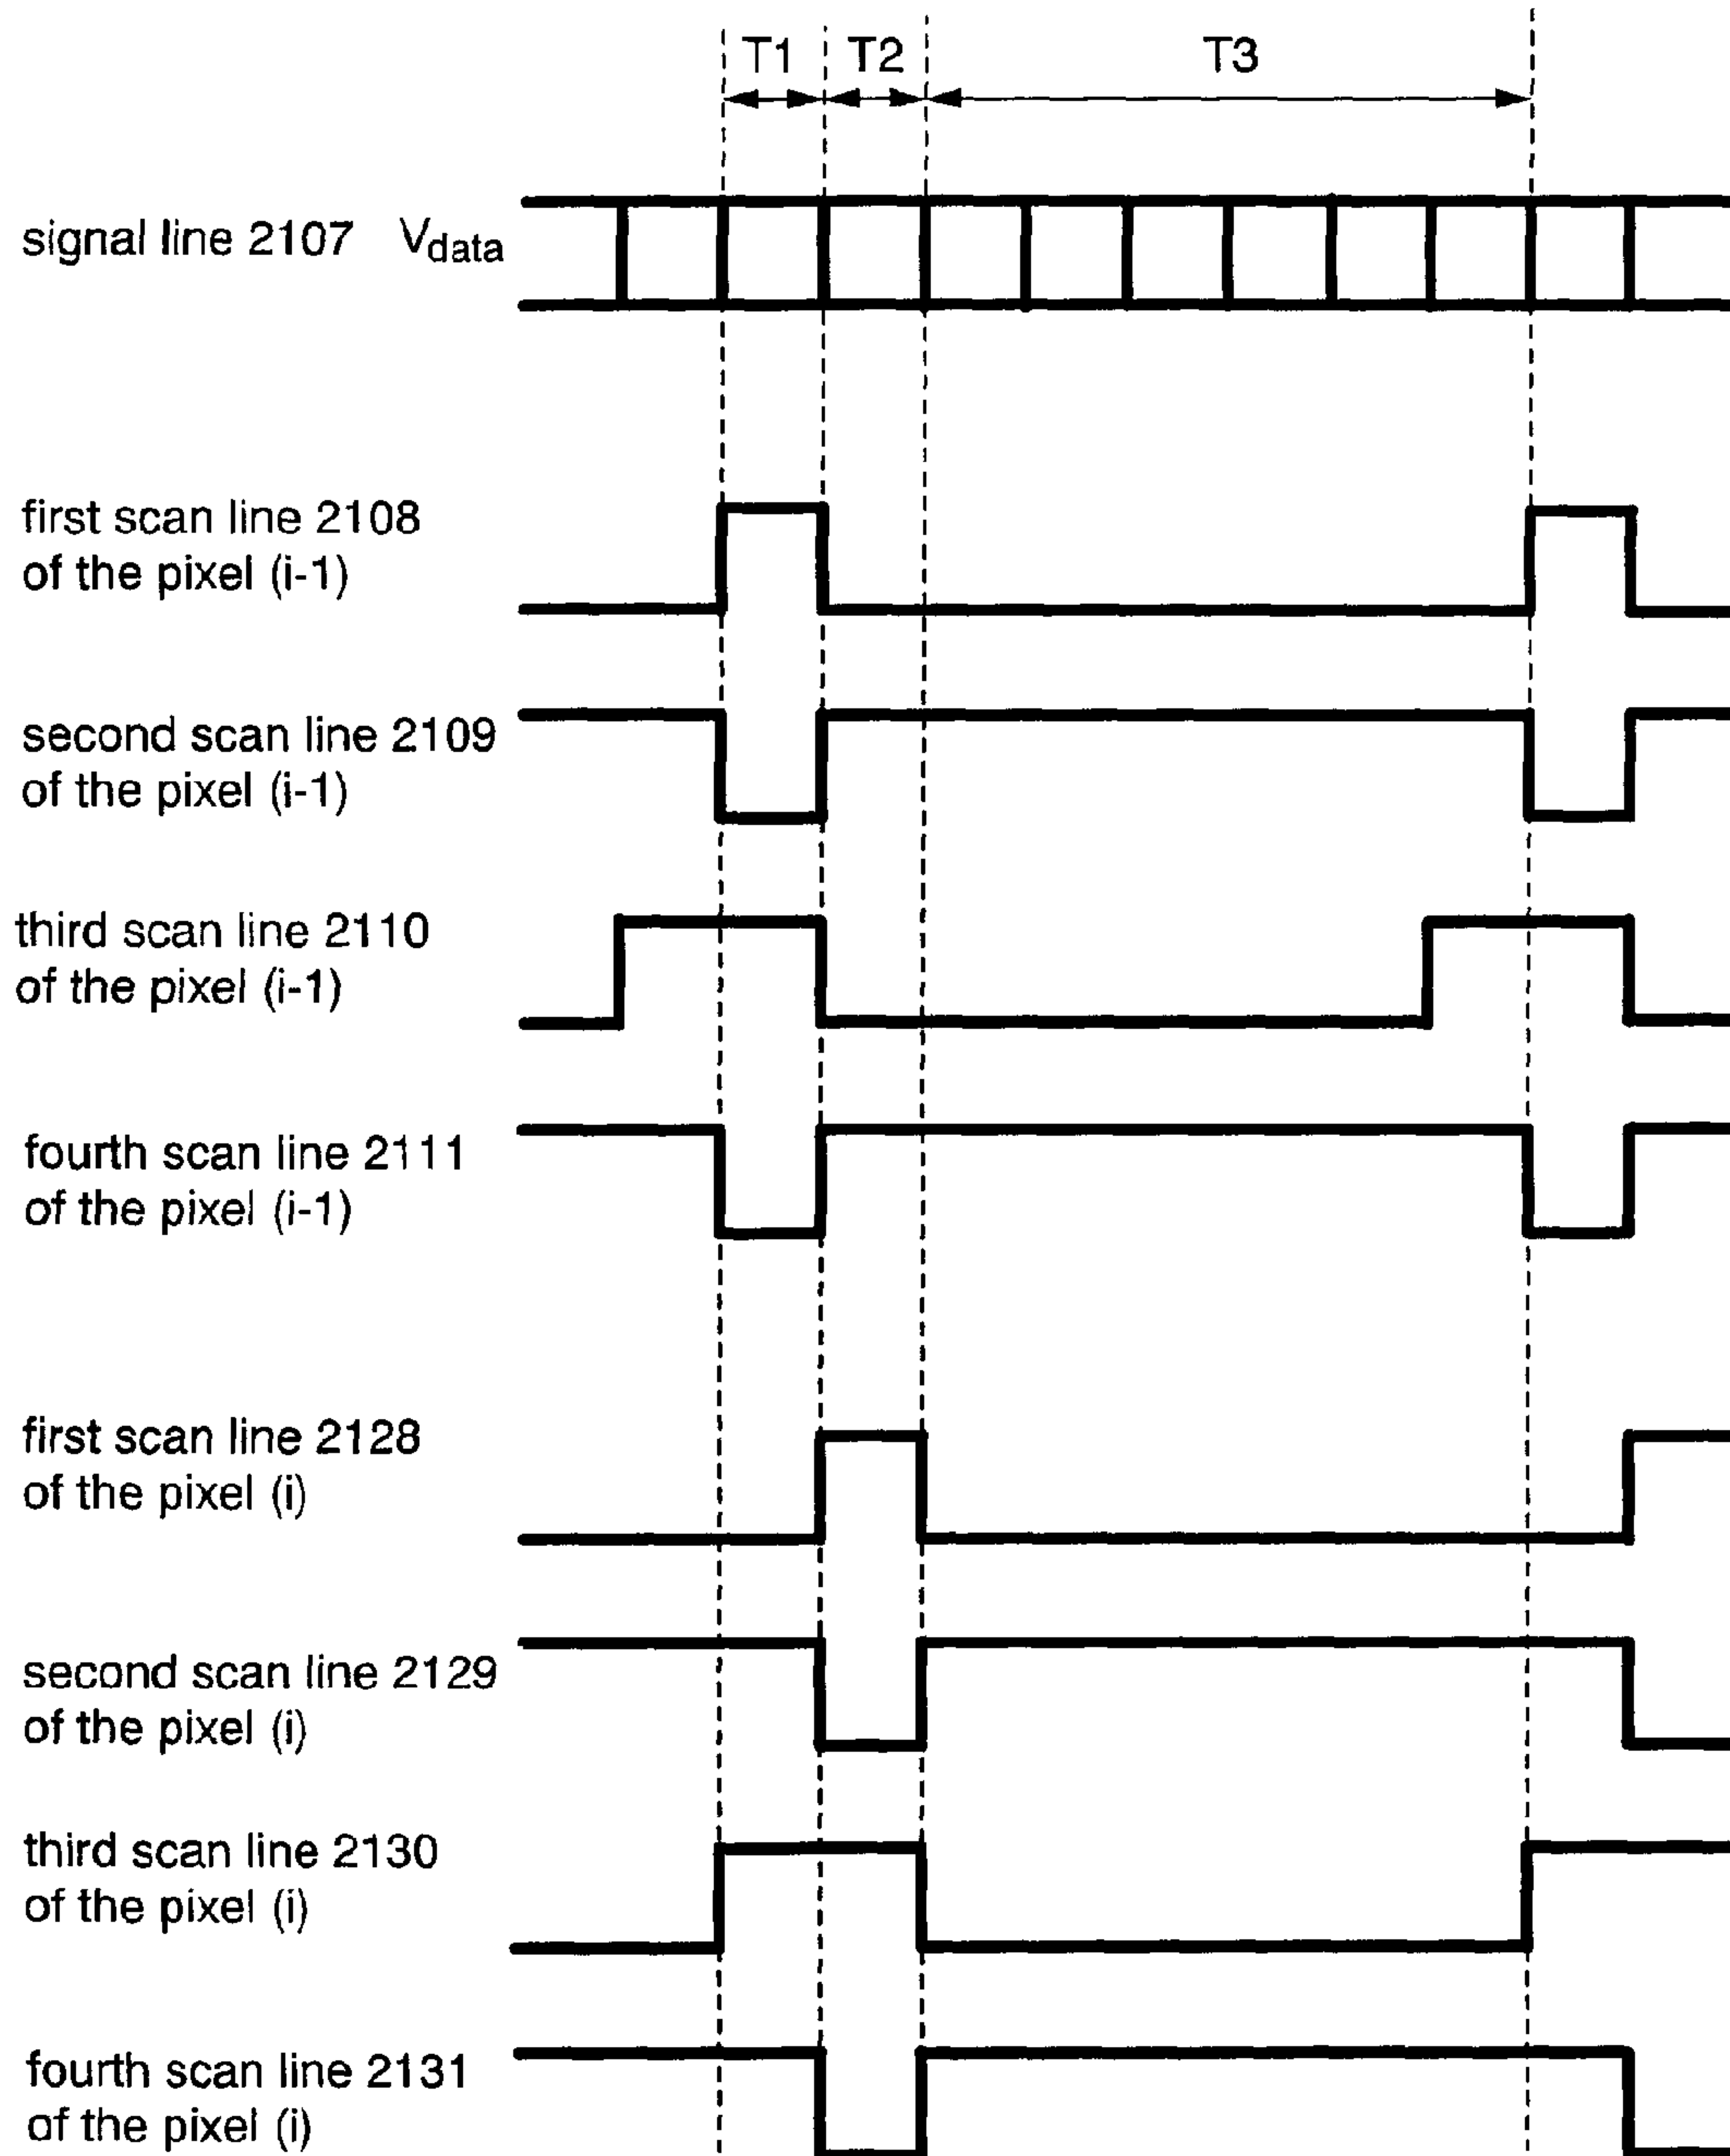 T1 T2 T3
signal line 2107 Vdata
first scan line 2108
of the pixel (i-1)
second scan line 2109
of the pixel (i-1)
third scan line 2110
of the pixel (i-1)
fourth scan line 2111
of the pixel (i-1)
first scan line 2128
of the pixel (i)
second scan line 2129
of the pixel (i)
third scan line 2130
of the pixel (i)
fourth scan line 2131
of the pixel (i)